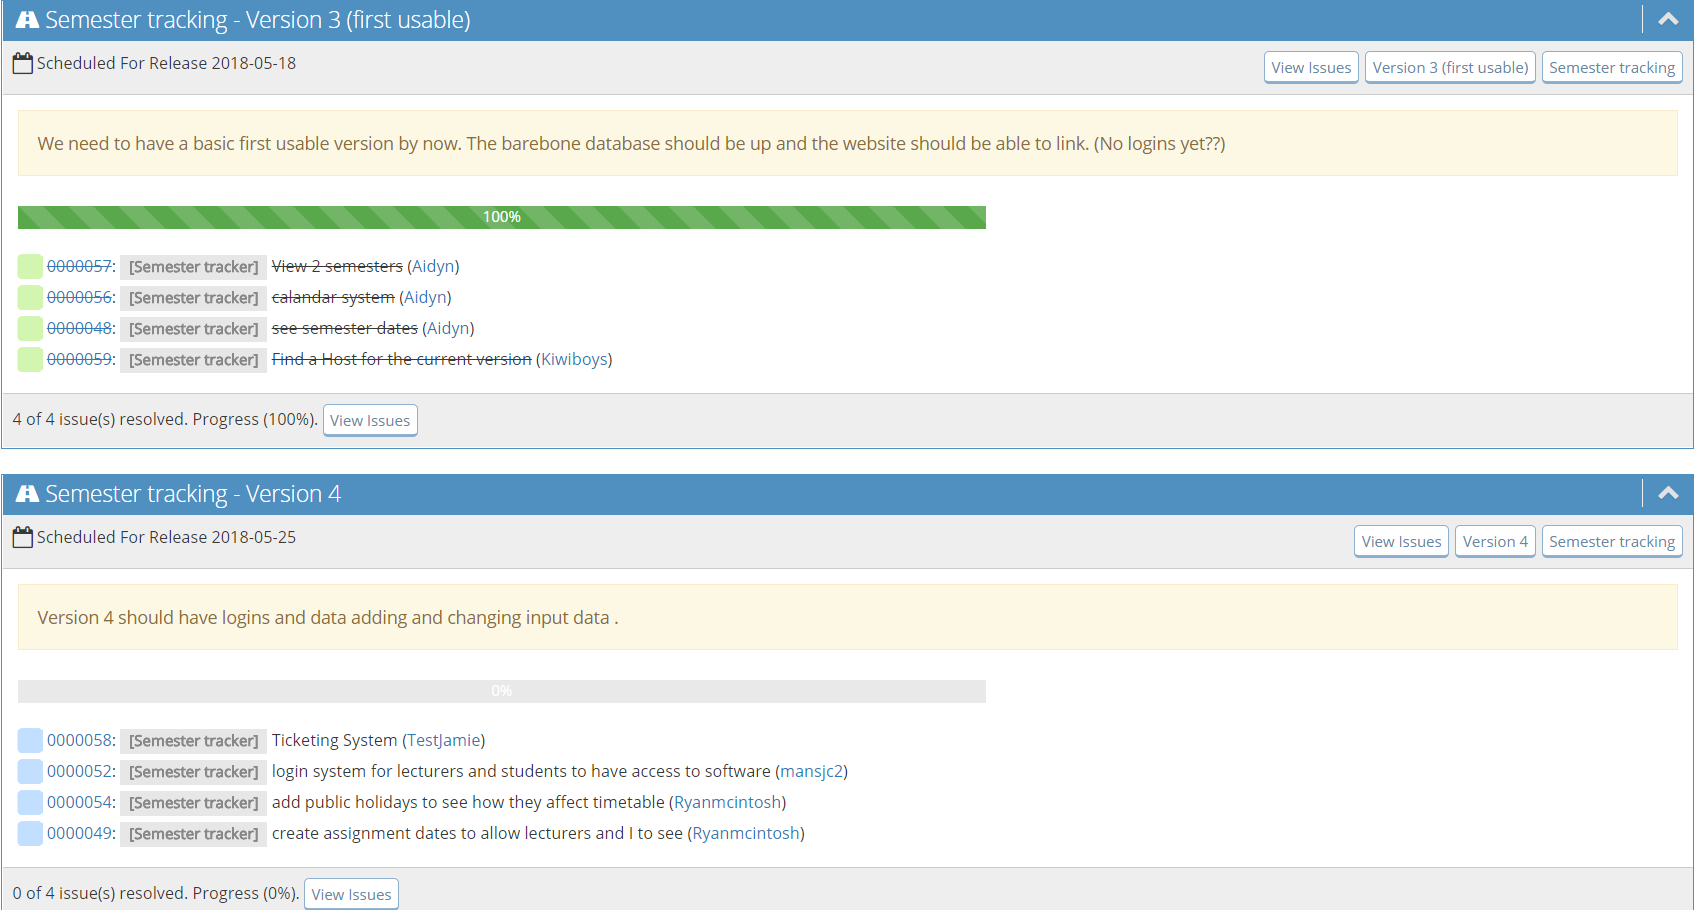 Semester tracking - Version 3 (first usable)
Scheduled For Release 2018-05-18
View Issues Version 3 (first usable) Semester tracking
We need to have a basic first usable version by now. The barebone database should be up and the website should be able to link. (No logins yet??)
100%
0000057: [Semester tracker] View 2 semesters (Aidyn)
0000056: [Semester tracker] calandar system (Aidyn)
0000048: [Semester tracker] see semester dates (Aidyn)
0000059: [Semester tracker] Find a Host for the current version (Kiwiboys)
4 of 4 issue(s) resolved. Progress (100%). View Issues
Semester tracking - Version 4
Scheduled For Release 2018-05-25
View Issues Version 4 Semester tracking
Version 4 should have logins and data adding and changing input data .
0%
0000058: [Semester tracker] Ticketing System (TestJamie)
0000052: [Semester tracker] login system for lecturers and students to have access to software (mansjc2)
0000054: [Semester tracker] add public holidays to see how they affect timetable (Ryanmcintosh)
0000049: [Semester tracker] create assignment dates to allow lecturers and I to see (Ryanmcintosh)
0 of 4 issue(s) resolved. Progress (0%). View Issues